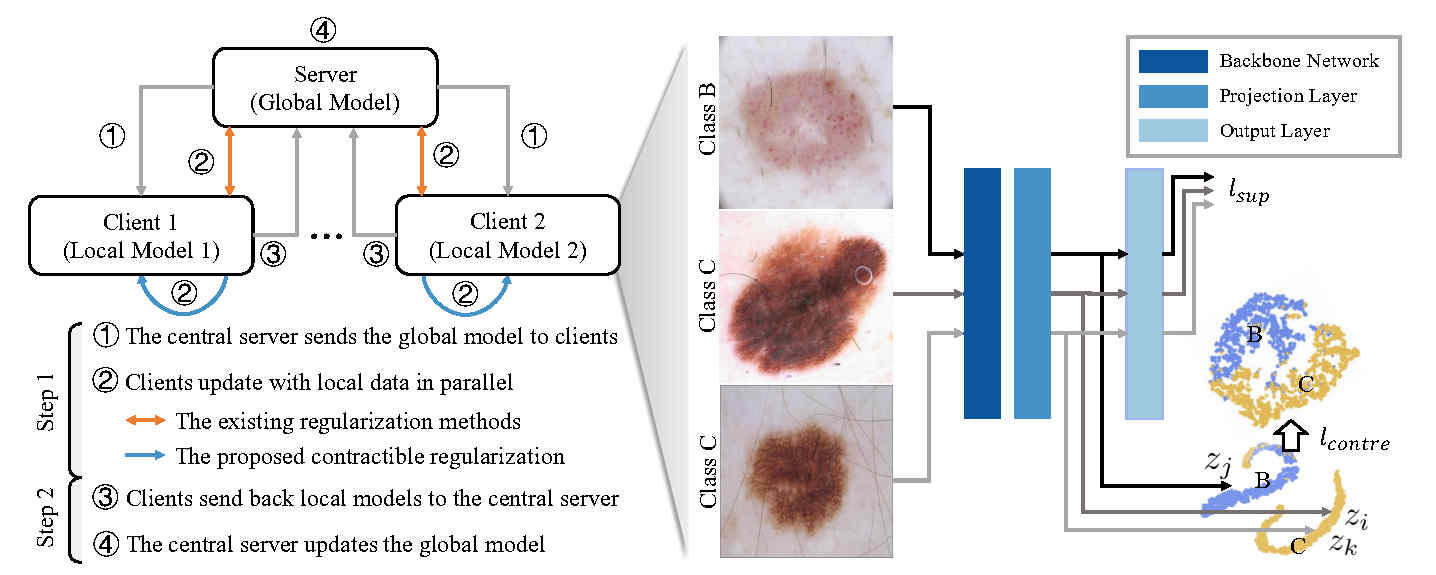 ④
Server
(Global Model)
①
①
②
②
Client 1
(Local Model 1)
...
Client 2
(Local Model 2)
③
③
②
②
Step 1
① The central server sends the global model to clients
② Clients update with local data in parallel
The existing regularization methods
The proposed contractible regularization
Step 2
③ Clients send back local models to the central server
④ The central server updates the global model
Class B
Class C
Class C
Backbone Network
Projection Layer
Output Layer
l_sup
B
C
l_contre
z_j
B
z_i
z_k
C